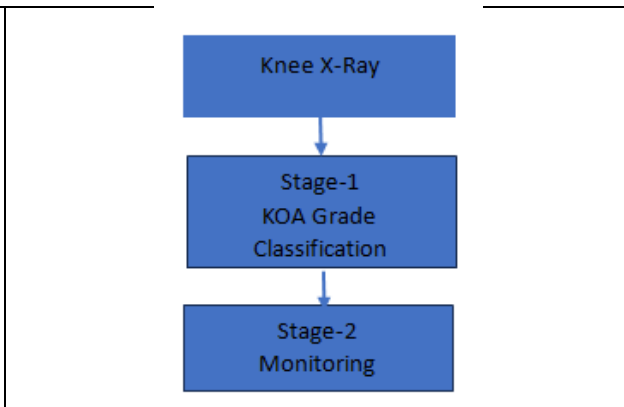 Knee X-Ray
Stage-1
KOA Grade
Classification
Stage-2
Monitoring